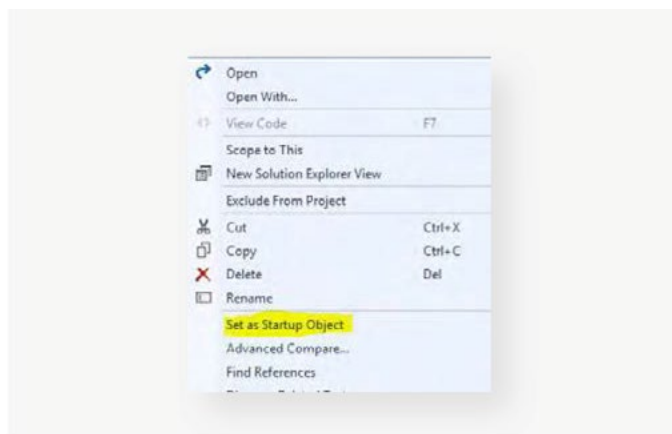 Open
Open With...
View Code F7
Scope to This
New Solution Explorer View
Exclude From Project
Cut Ctrl+X
Copy Ctrl+C
Delete Del
Rename
Set as Startup Object
Advanced Compare...
Find References